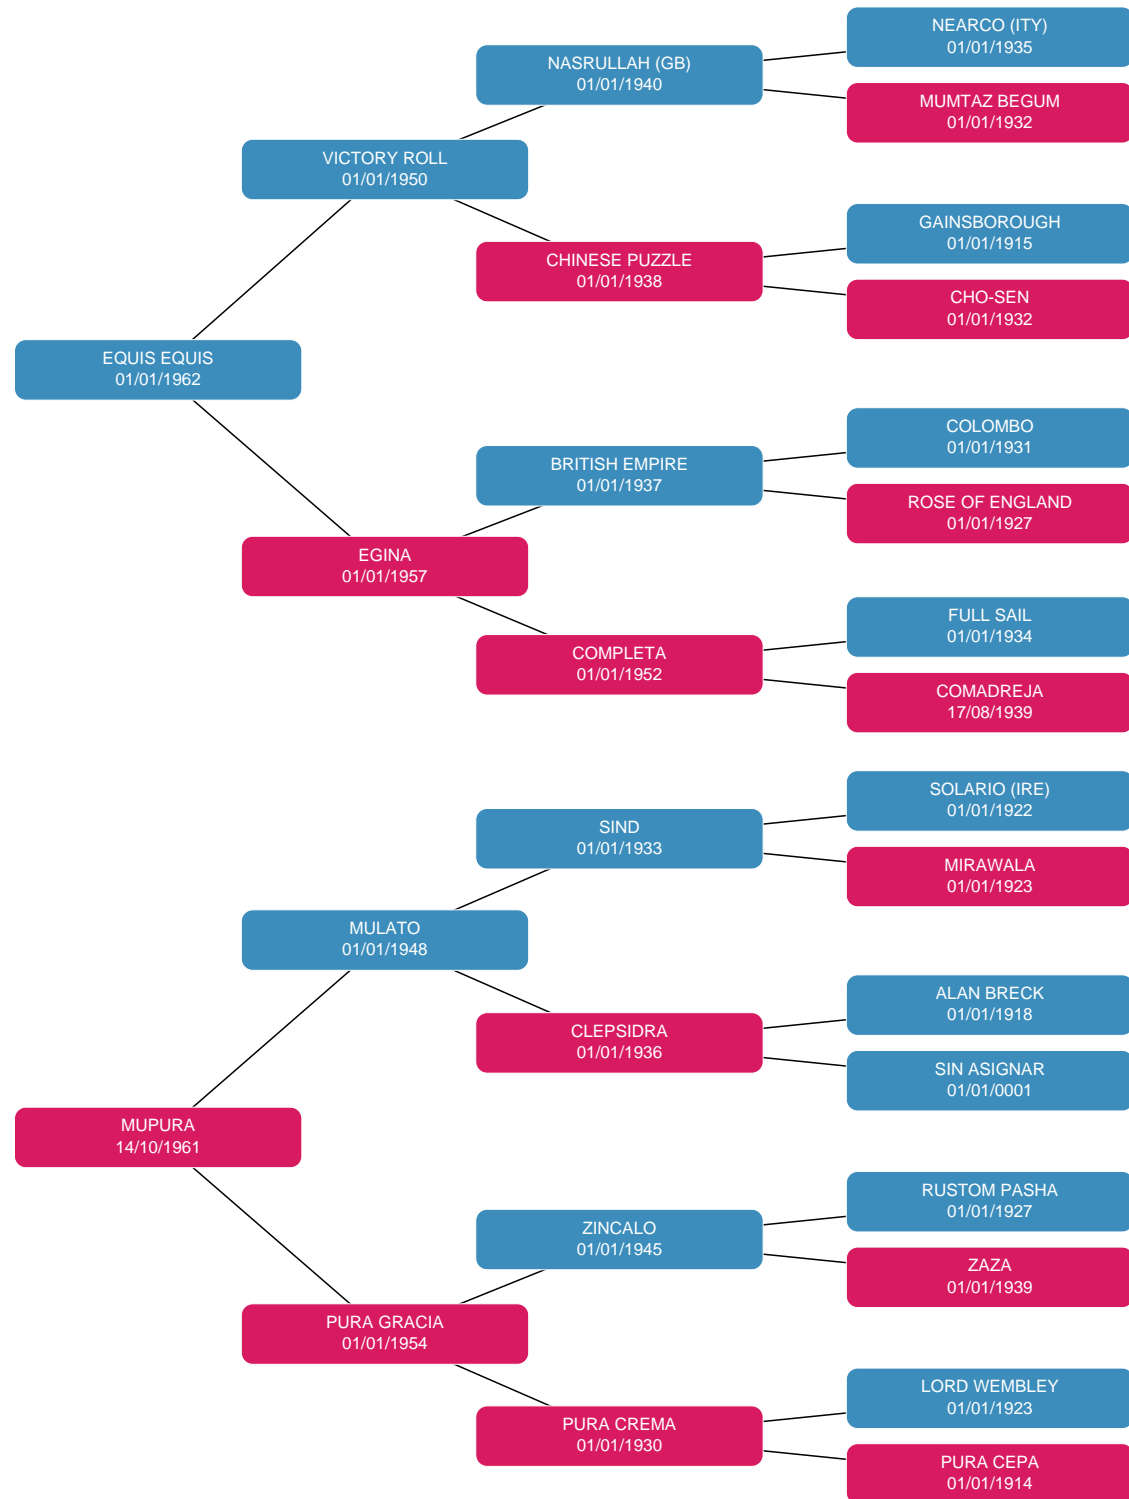 NEARCO (ITY)
01/01/1935
NASRULLAH (GB)
01/01/1940
MUMTAZ BEGUM
01/01/1932
VICTORY ROLL
01/01/1950
GAINSBOROUGH
01/01/1915
CHINESE PUZZLE
01/01/1938
CHO-SEN
01/01/1932
EQUIS EQUIS
01/01/1962
COLOMBO
01/01/1931
BRITISH EMPIRE
01/01/1937
ROSE OF ENGLAND
01/01/1927
EGINA
01/01/1957
FULL SAIL
01/01/1934
COMPLETA
01/01/1952
COMADREJA
17/08/1939
SOLARIO (IRE)
01/01/1922
SIND
01/01/1933
MIRAWALA
01/01/1923
MULATO
01/01/1948
ALAN BRECK
01/01/1918
CLEPSIDRA
01/01/1936
SIN ASIGNAR
01/01/0001
MUPURA
14/10/1961
RUSTOM PASHA
01/01/1927
ZINCALO
01/01/1945
ZAZA
01/01/1939
PURA GRACIA
01/01/1954
LORD WEMBLEY
01/01/1923
PURA CREMA
01/01/1930
PURA CEPA
01/01/1914